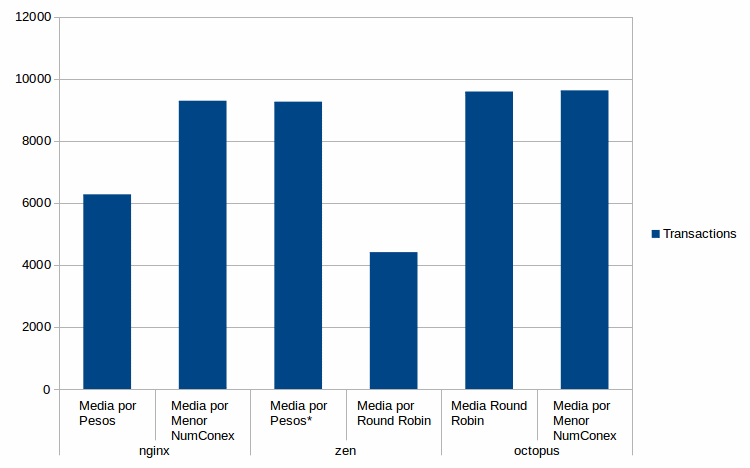 12000
10000
8000
6000
4000
2000
0
Transactions
Media por
Pesos
Media por
Menor
NumConex
Media por
Pesos*
Media por
Round Robin
Media Round
Robin
Media por
Menor
NumConex
nginx
zen
octopus